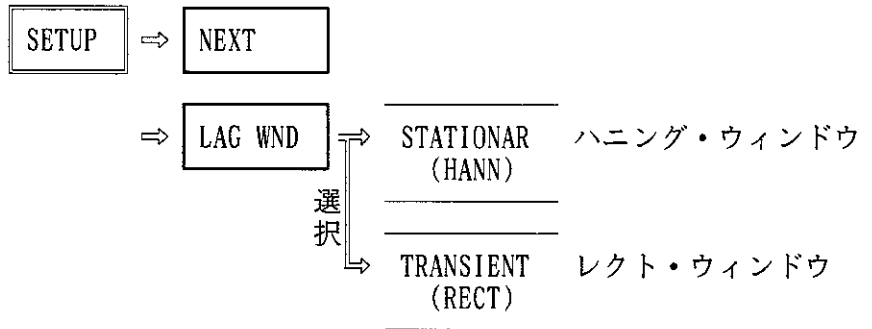 SETUP ⇒ NEXT
⇒ LAG WND ⇒ STATIONAR ハニング・ウィンドウ
(HANN)
選
択
⇒ TRANSIENT レクト・ウィンドウ
(RECT)